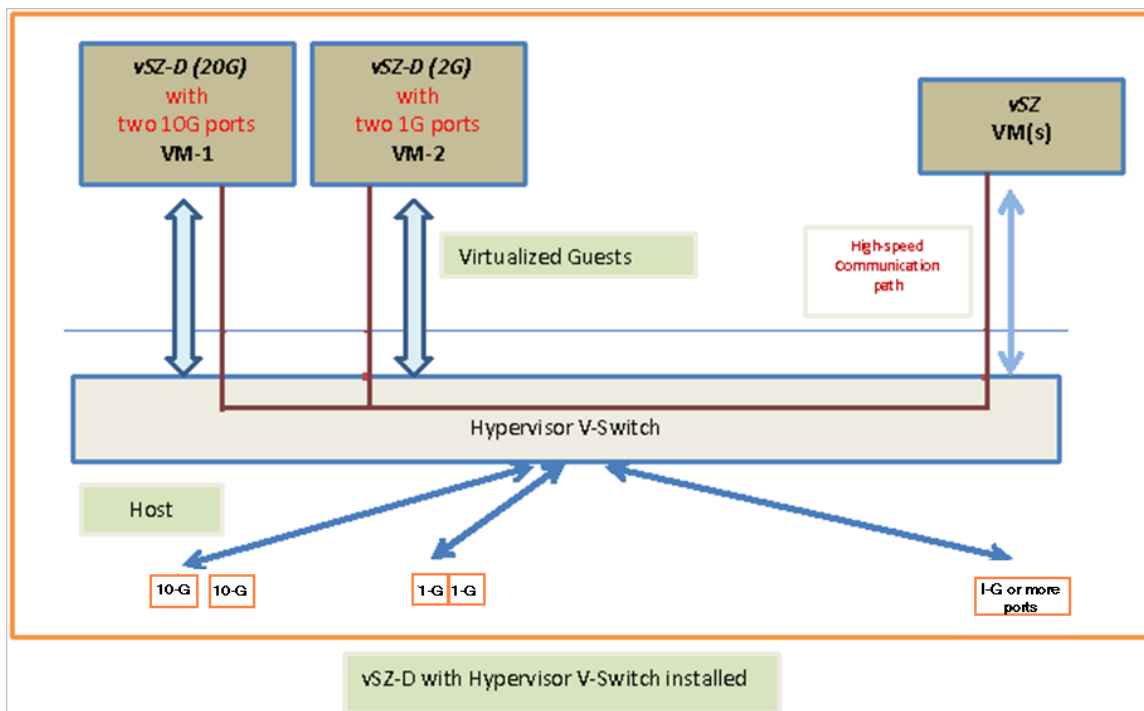 vSZ-D (20G)
with
two 10G ports
VM-1
vSZ-D (2G)
with
two 1G ports
VM-2
vSZ
VM(s)
Virtualized Guests
High-speed
Communication
path
Hypervisor V-Switch
Host
10-G
10-G
1-G
1-G
I-G or more
ports
vSZ-D with Hypervisor V-Switch installed